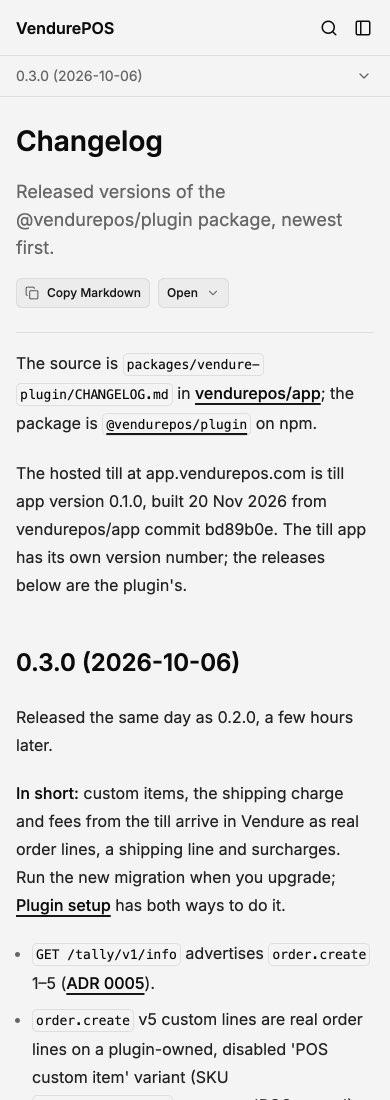 VendurePOS
0.3.0 (2026-10-06)
Changelog
Released versions of the
@vendurepos/plugin package, newest
first.
Copy Markdown
Open
The source is packages/vendure-
plugin/CHANGELOG.md in vendurepos/app; the
package is @vendurepos/plugin on npm.
The hosted till at app.vendurepos.com is till
app version 0.1.0, built 20 Nov 2026 from
vendurepos/app commit bd89b0e. The till app
has its own version number; the releases
below are the plugin's.
0.3.0 (2026-10-06)
Released the same day as 0.2.0, a few hours
later.
In short: custom items, the shipping charge
and fees from the till arrive in Vendure as real
order lines, a shipping line and surcharges.
Run the new migration when you upgrade;
Plugin setup has both ways to do it.
• GET /tally/v1/info advertises order.create
1–5 (ADR 0005).
• order.create v5 custom lines are real order
lines on a plugin-owned, disabled 'POS
custom item' variant (SKU